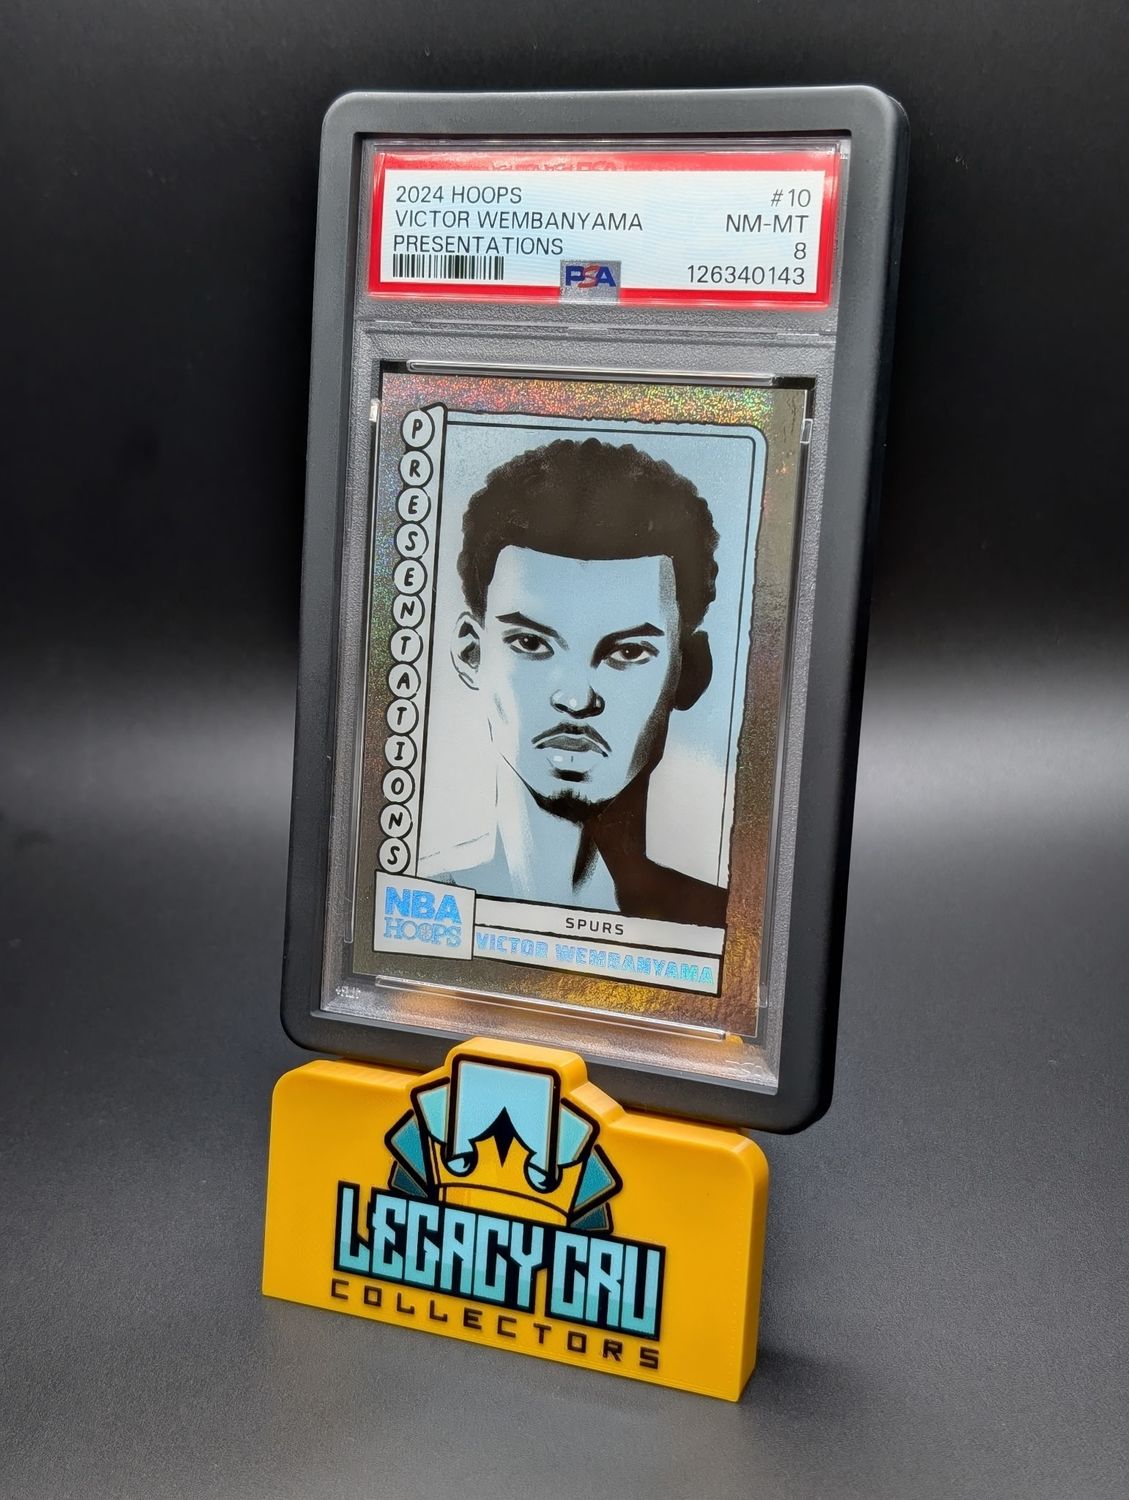 2024 HOOPS #10
VICTOR WEMBANYAMA NM-MT
PRESENTATIONS 8
PSA 126340143
PRESENTATIONS
NBA
HOOPS
SPURS
VICTOR WEMBANYAMA
LEGACY CRU
COLLECTORS